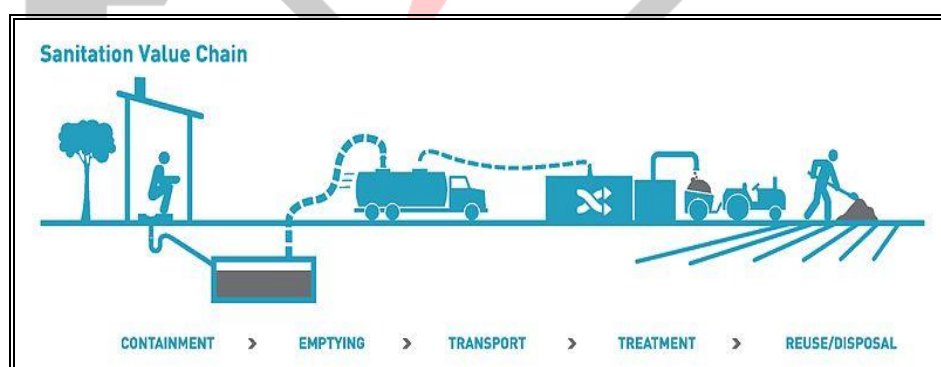 Sanitation Value Chain
CONTAINMENT > EMPTYING > TRANSPORT > TREATMENT > REUSE/DISPOSAL